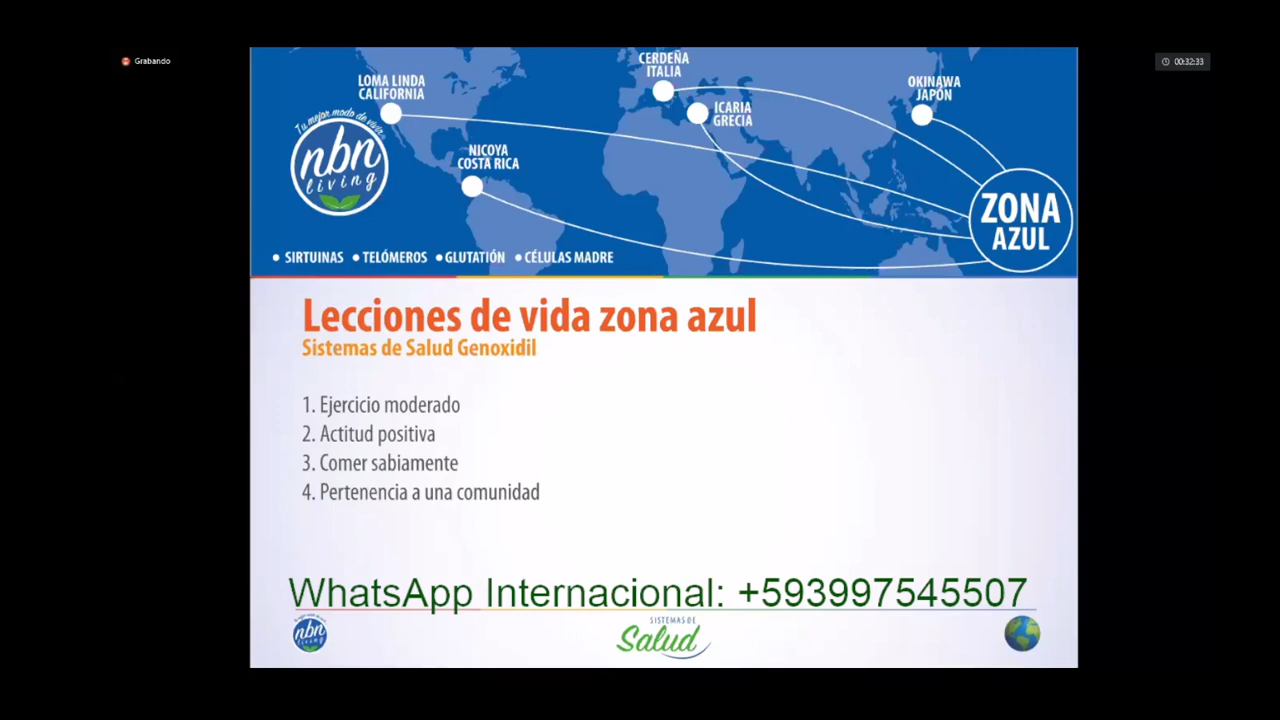 Grabando
00:32:33
CERDEÑA
ITALIA
LOMA LINDA
CALIFORNIA
OKINAWA
JAPÓN
ICARIA
GRECIA
Tu mejor modo de vivir
nbn
living
NICOYA
COSTA RICA
ZONA
AZUL
• SIRTUINAS • TELÓMEROS • GLUTATIÓN • CÉLULAS MADRE
Lecciones de vida zona azul
Sistemas de Salud Genoxidil
1. Ejercicio moderado
2. Actitud positiva
3. Comer sabiamente
4. Pertenencia a una comunidad
WhatsApp Internacional: +593997545507
nbn
living
SISTEMAS DE
Salud